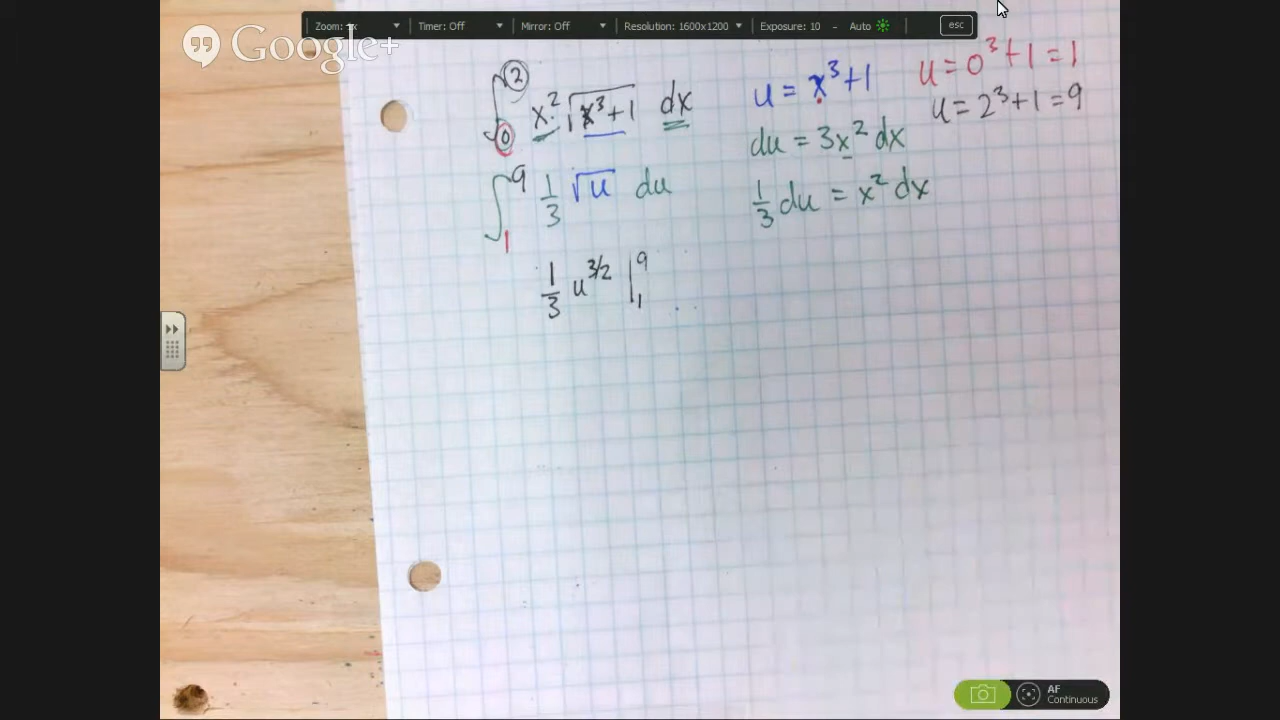 Zoom: 1x Timer: Off Mirror: Off Resolution: 1600x1200 Exposure: 10 - Auto esc
Google+
∫₀² x² · √x³+1 dx
u = x³+1
u = 0³+1 = 1
u = 2³+1 = 9
du = 3x² dx
∫₁⁹ 1/3 √u du
1/3 du = x² dx
1/3 u^3/2 |₁⁹
AF
Continuous